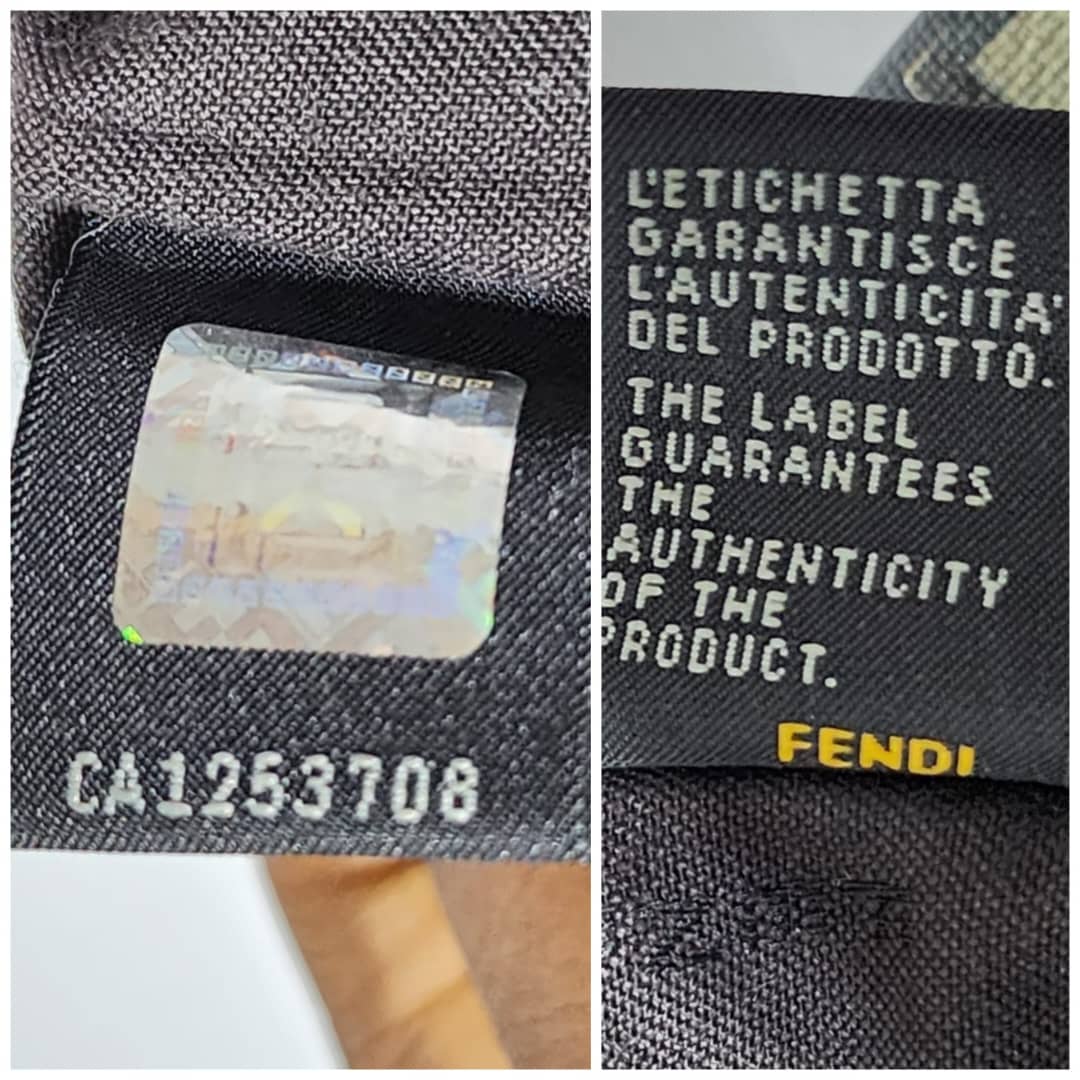 CA1253708
L'ETICHETTA
GARANTISCE
L'AUTENTICITA'
DEL PRODOTTO.
THE LABEL
GUARANTEES
THE
AUTHENTICITY
OF THE
PRODUCT.
FENDI